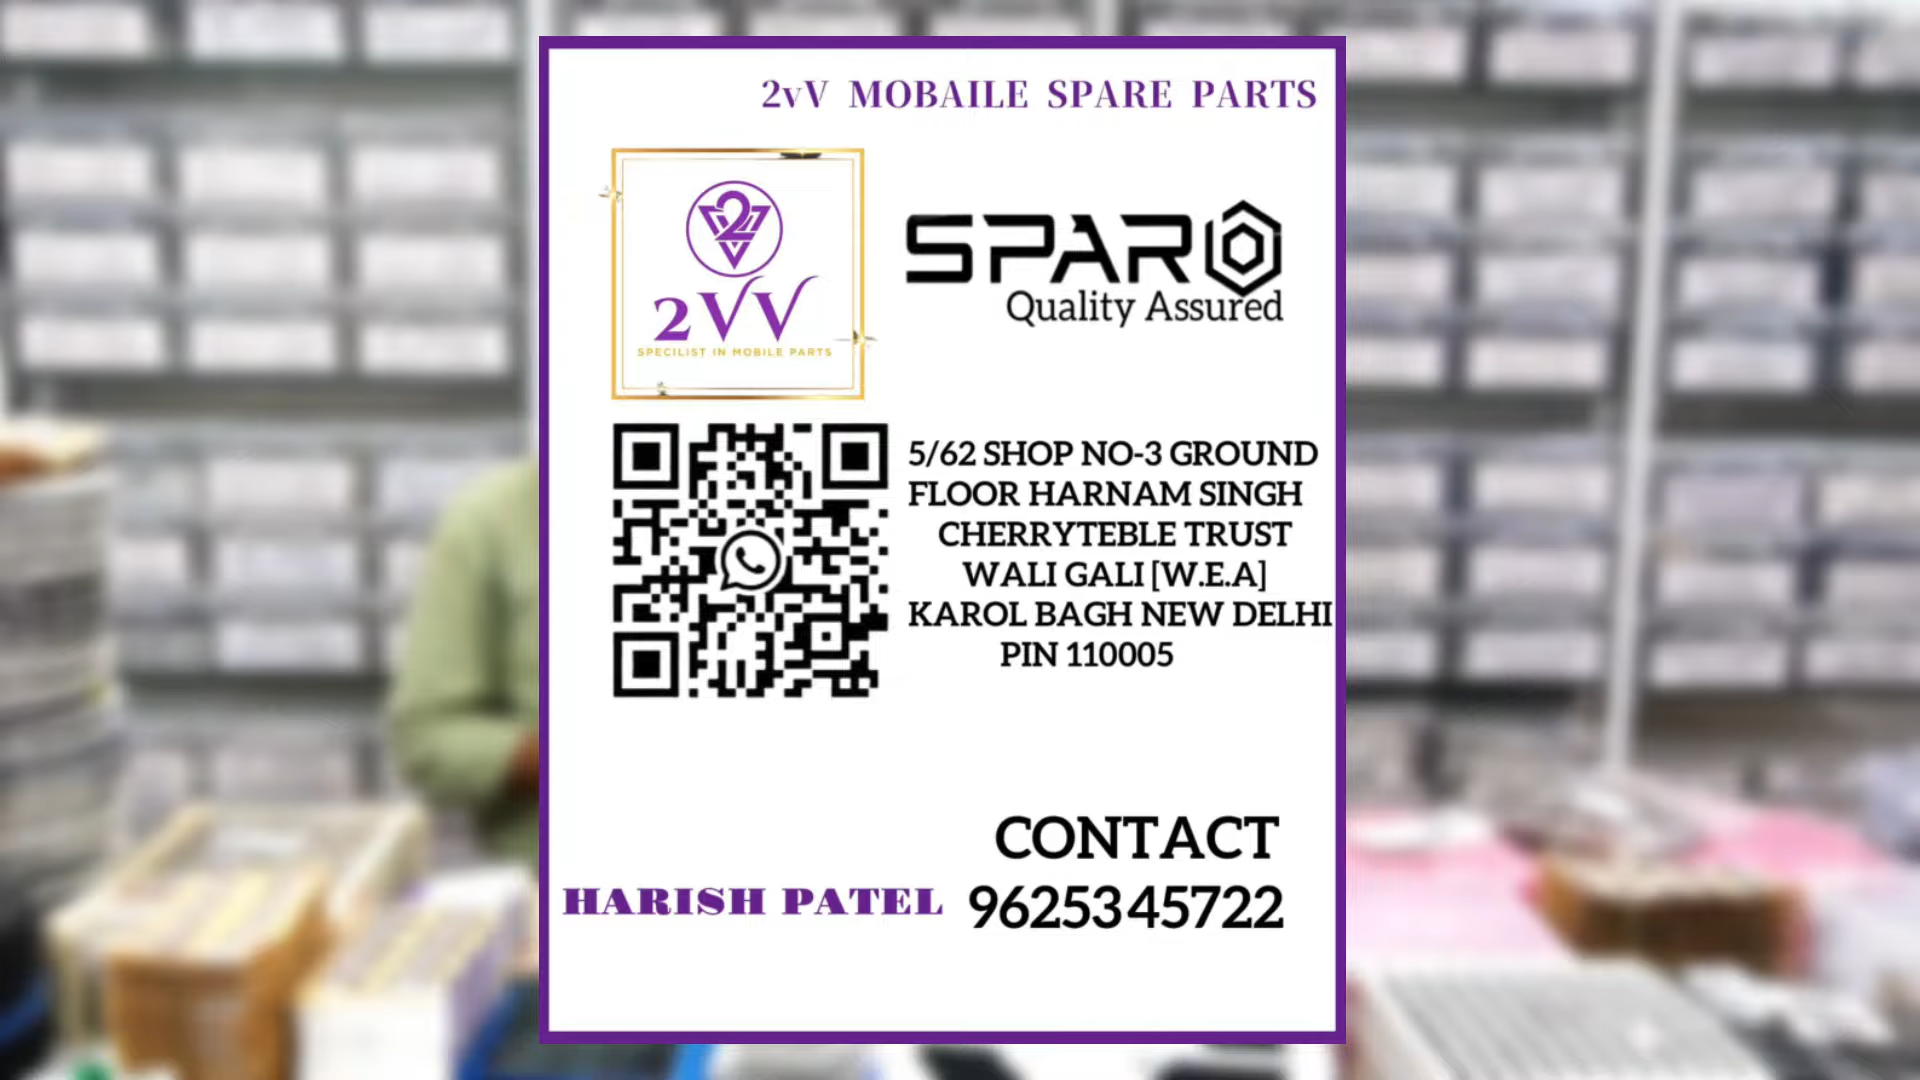 2vV MOBAILE SPARE PARTS
2VV
SPECILIST IN MOBILE PARTS
SPARO
Quality Assured
5/62 SHOP NO-3 GROUND
FLOOR HARNAM SINGH
CHERRYTEBLE TRUST
WALI GALI [W.E.A]
KAROL BAGH NEW DELHI
PIN 110005
CONTACT
HARISH PATEL 9625345722